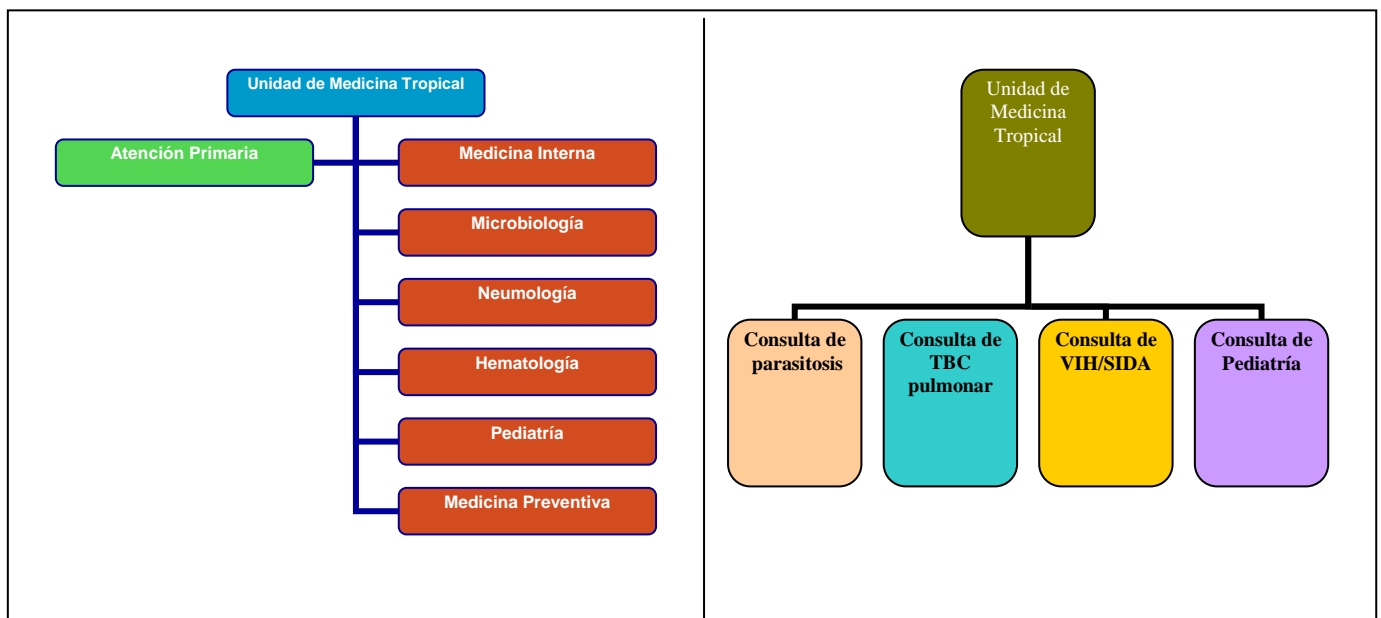 Unidad de Medicina Tropical
Atención Primaria
Medicina Interna
Microbiología
Neumología
Hematología
Pediatría
Medicina Preventiva
Unidad de
Medicina
Tropical
Consulta de
parasitosis
Consulta de
TBC
pulmonar
Consulta de
VIH/SIDA
Consulta de
Pediatría